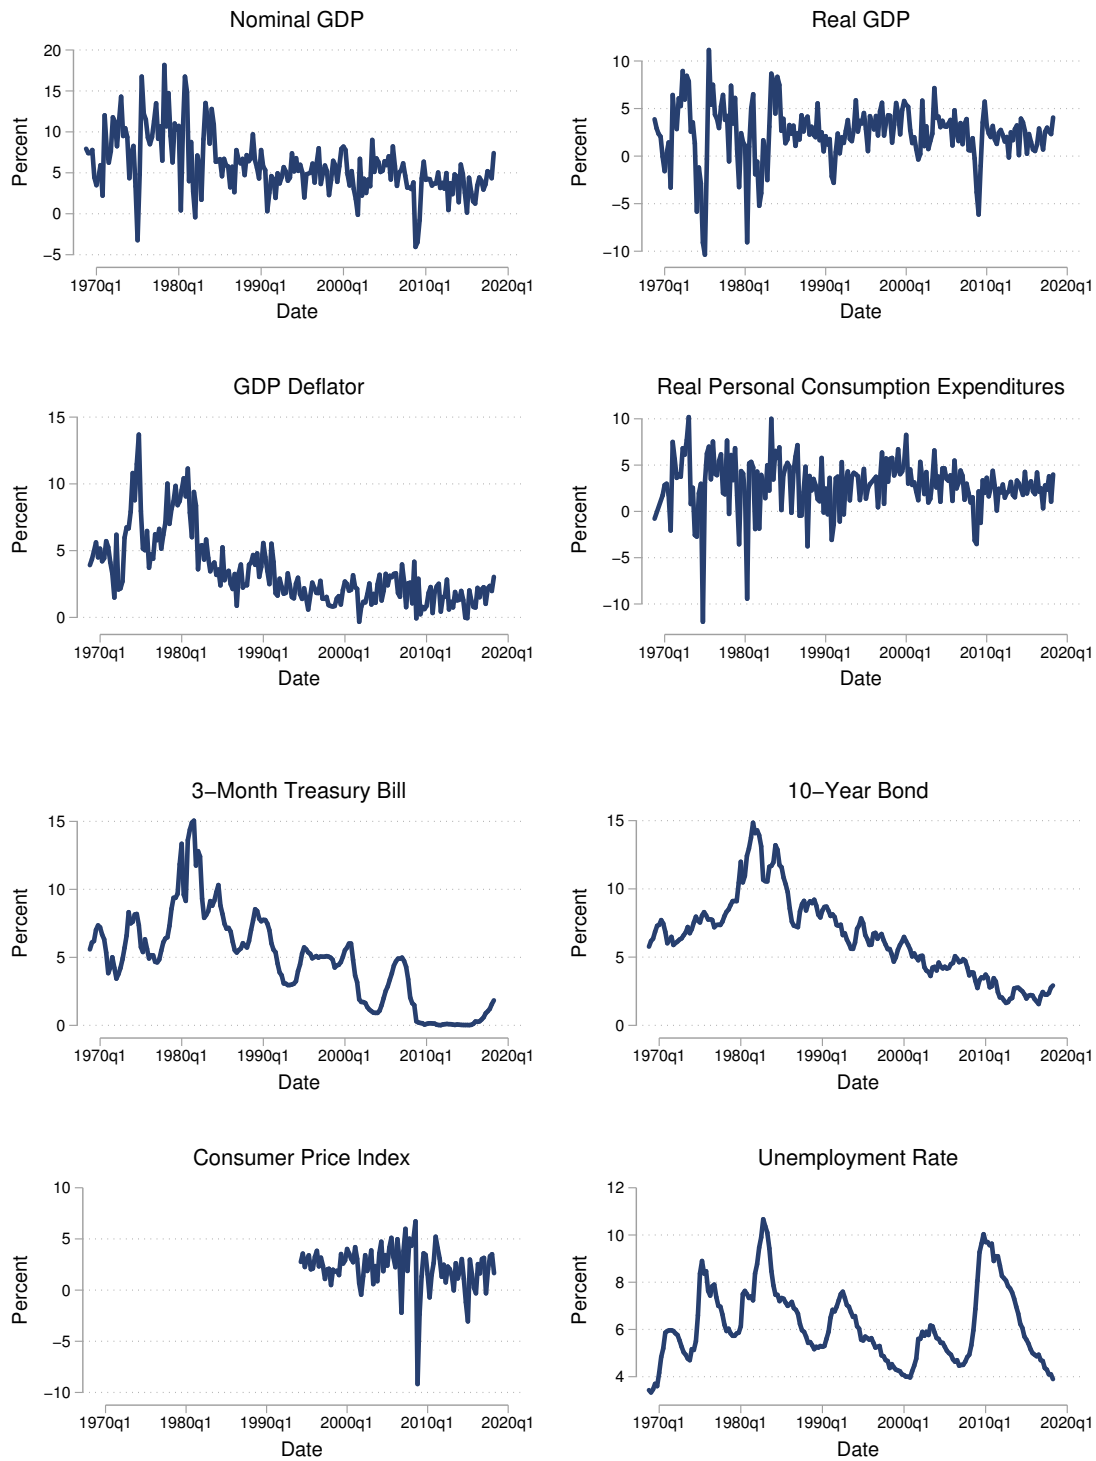 Nominal GDP
Percent
20
15
10
5
0
−5
1970q1 1980q1 1990q1 2000q1 2010q1 2020q1
Date
Real GDP
Percent
10
5
0
−5
−10
1970q1 1980q1 1990q1 2000q1 2010q1 2020q1
Date
GDP Deflator
Percent
15
10
5
0
1970q1 1980q1 1990q1 2000q1 2010q1 2020q1
Date
Real Personal Consumption Expenditures
Percent
10
5
0
−5
−10
1970q1 1980q1 1990q1 2000q1 2010q1 2020q1
Date
3−Month Treasury Bill
Percent
15
10
5
0
1970q1 1980q1 1990q1 2000q1 2010q1 2020q1
Date
10−Year Bond
Percent
15
10
5
0
1970q1 1980q1 1990q1 2000q1 2010q1 2020q1
Date
Consumer Price Index
Percent
10
5
0
−5
−10
1970q1 1980q1 1990q1 2000q1 2010q1 2020q1
Date
Unemployment Rate
Percent
12
10
8
6
4
1970q1 1980q1 1990q1 2000q1 2010q1 2020q1
Date